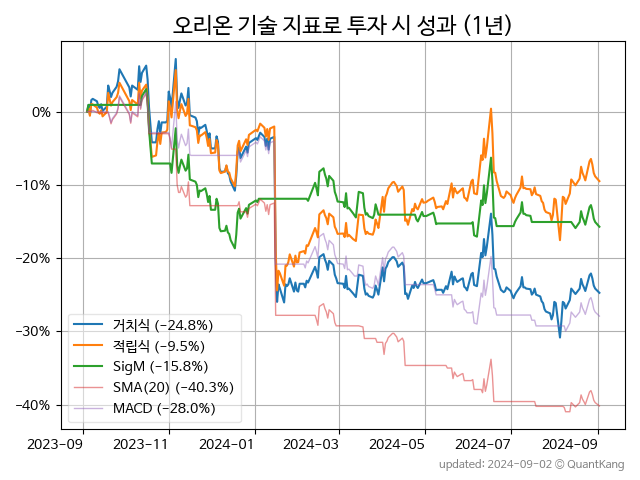 오리온 기술 지표로 투자 시 성과 (1년)
0%
−10%
−20%
−30%
−40%
거치식 (−24.8%)
적립식 (−9.5%)
SigM (−15.8%)
SMA(20) (−40.3%)
MACD (−28.0%)
2023-09
2023-11
2024-01
2024-03
2024-05
2024-07
2024-09
updated: 2024-09-02 © QuantKang